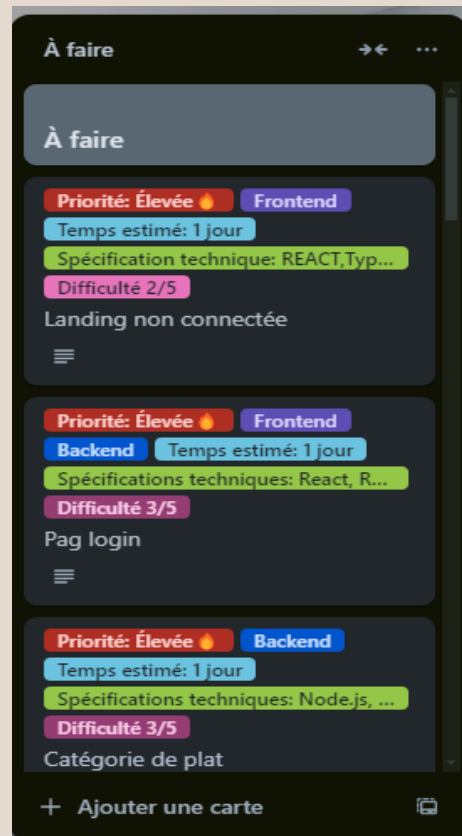 À faire
À faire
Priorité: Élevée🔥 Frontend
Temps estimé: 1 jour
Spécification technique: REACT,Typ...
Difficulté 2/5
Landing non connectée
Priorité: Élevée🔥 Frontend
Backend Temps estimé: 1 jour
Spécifications techniques: React, R...
Difficulté 3/5
Pag login
Priorité: Élevée🔥 Backend
Temps estimé: 1 jour
Spécifications techniques: Node.js, ...
Difficulté 3/5
Catégorie de plat
+ Ajouter une carte